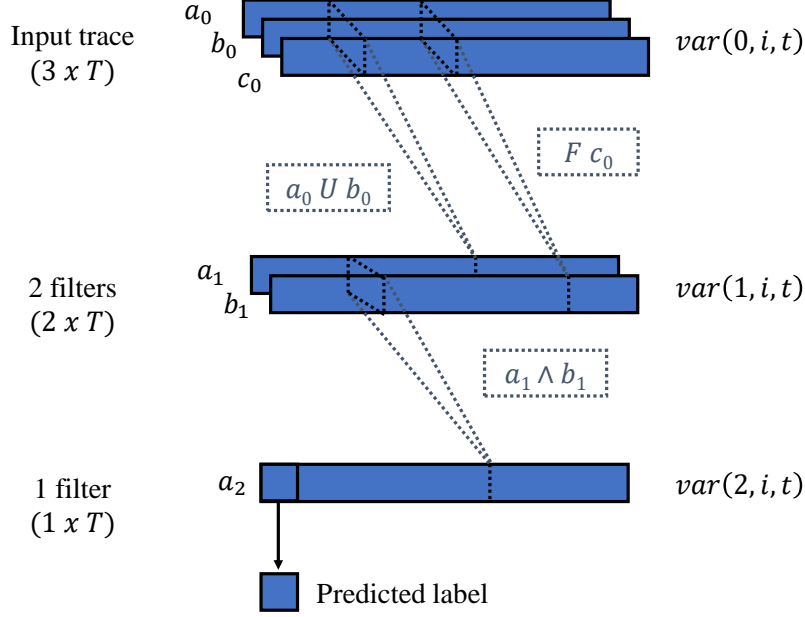 a₀
Input trace
b₀
var(0, i, t)
(3 x T)
c₀
F c₀
a₀ U b₀
a₁
2 filters
var(1, i, t)
b₁
(2 x T)
a₁ ∧ b₁
1 filter
a₂
var(2, i, t)
(1 x T)
Predicted label